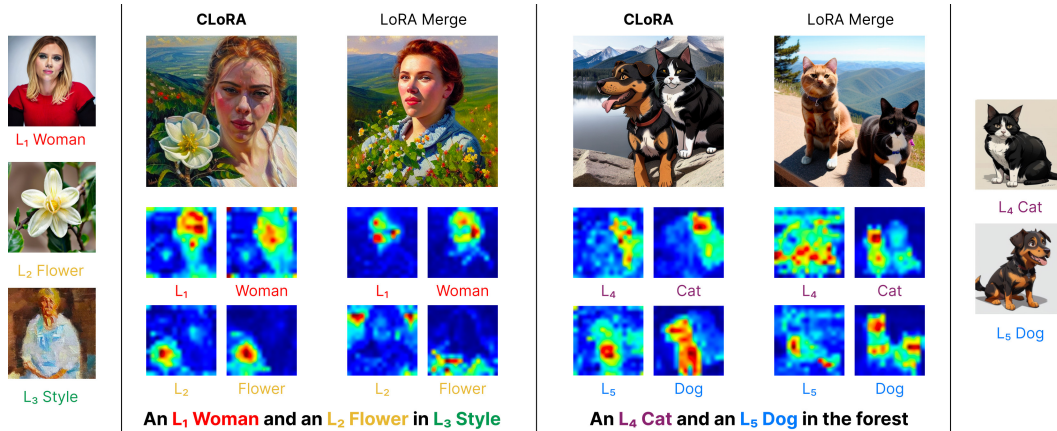 CLoRA
LoRA Merge
CLoRA
LoRA Merge
L₁ Woman
L₂ Flower
L₃ Style
L₁
Woman
L₁
Woman
L₂
Flower
L₂
Flower
An L₁ Woman and an L₂ Flower in L₃ Style
L₄
Cat
L₄
Cat
L₅
Dog
L₅
Dog
An L₄ Cat and an L₅ Dog in the forest
L₄ Cat
L₅ Dog